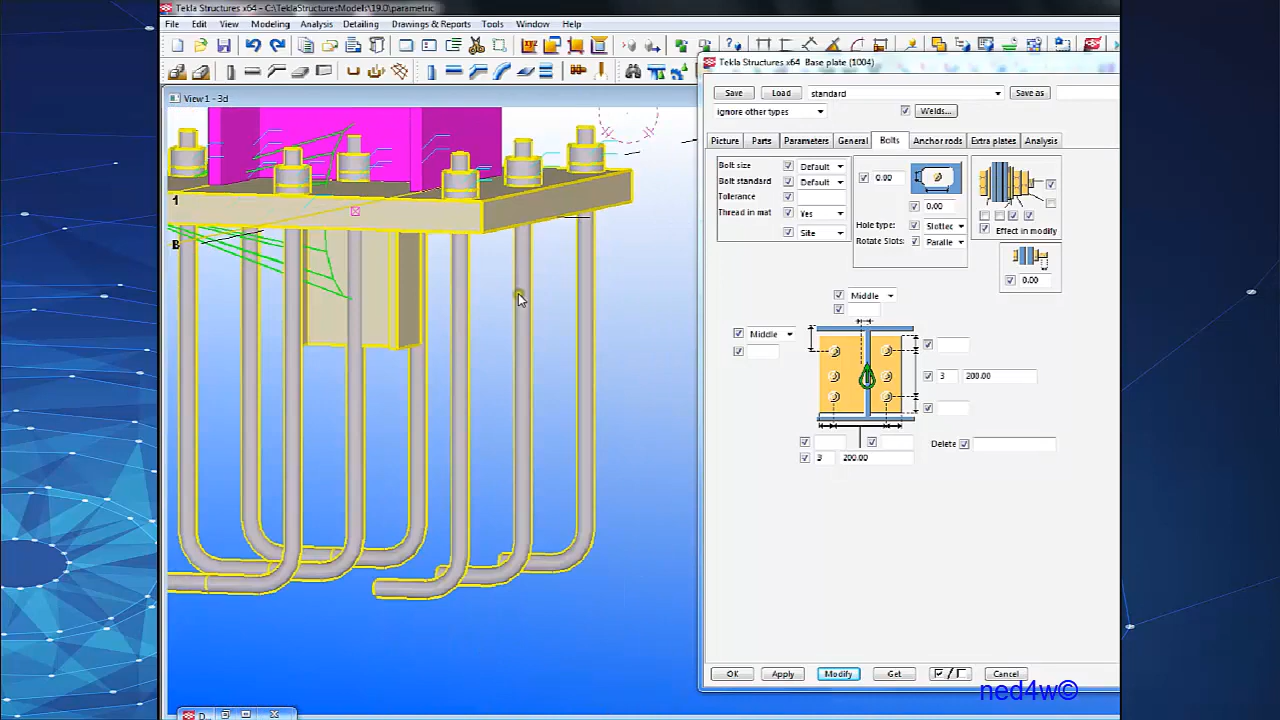 Tekla Structures x64 - C:\TeklaStructuresModels\19.0\parametric
File Edit View Modeling Analysis Detailing Drawings & Reports Tools Window Help
View 1 - 3d
1
B
Tekla Structures x64 Base plate (1004)
Save Load standard Save as
ignore other types Welds...
Picture Parts Parameters General Bolts Anchor rods Extra plates Analysis
Bolt size Default
Bolt standard Default
Tolerance
Thread in mat Yes
Site
0.00
0.00
Hole type: Slotted
Rotate Slots: Paralle
Effect in modify
0.00
Middle
Middle
3 200.00
Delete
3 200.00
OK Apply Modify Get Cancel
D...
ned4w©